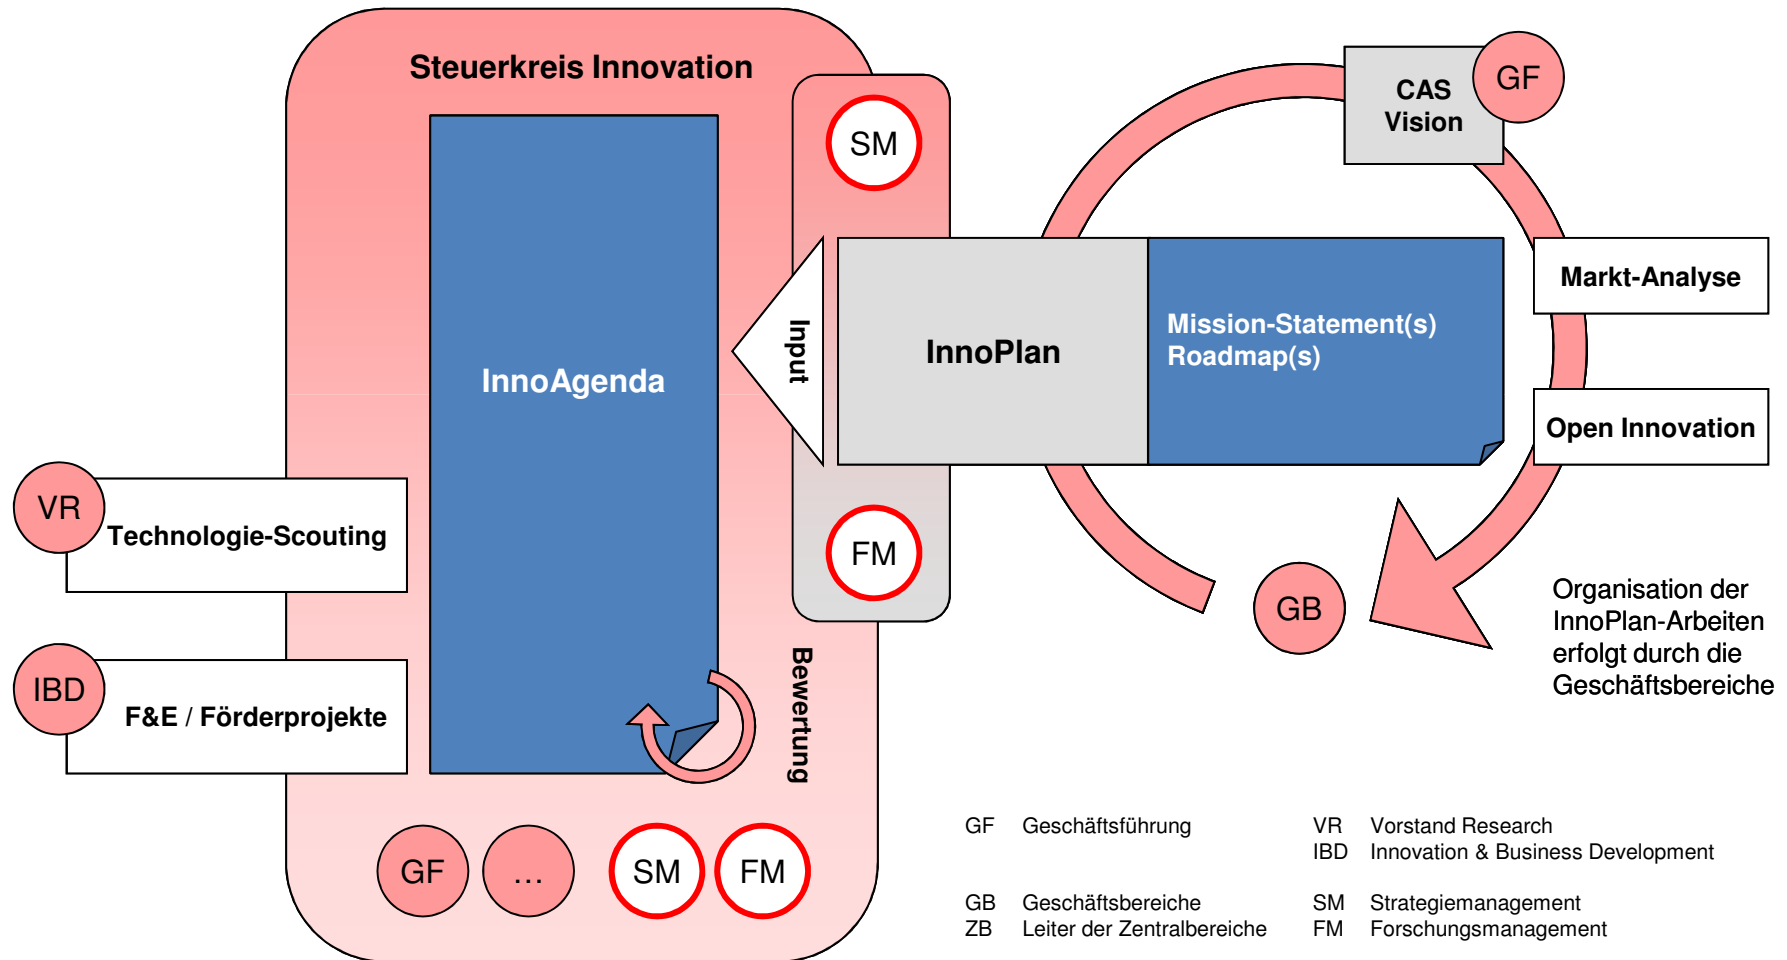 Steuerkreis Innovation
InnoAgenda
VR
Technologie-Scouting
IBD
F&E / Förderprojekte
GF
...
SM
FM
Bewertung
SM
Input
FM
InnoPlan
Mission-Statement(s)
Roadmap(s)
CAS
Vision
GF
Markt-Analyse
Open Innovation
GB
Organisation der
InnoPlan-Arbeiten
erfolgt durch die
Geschäftsbereiche
GF Geschäftsführung
VR Vorstand Research
IBD Innovation & Business Development
GB Geschäftsbereiche
SM Strategiemanagement
ZB Leiter der Zentralbereiche
FM Forschungsmanagement